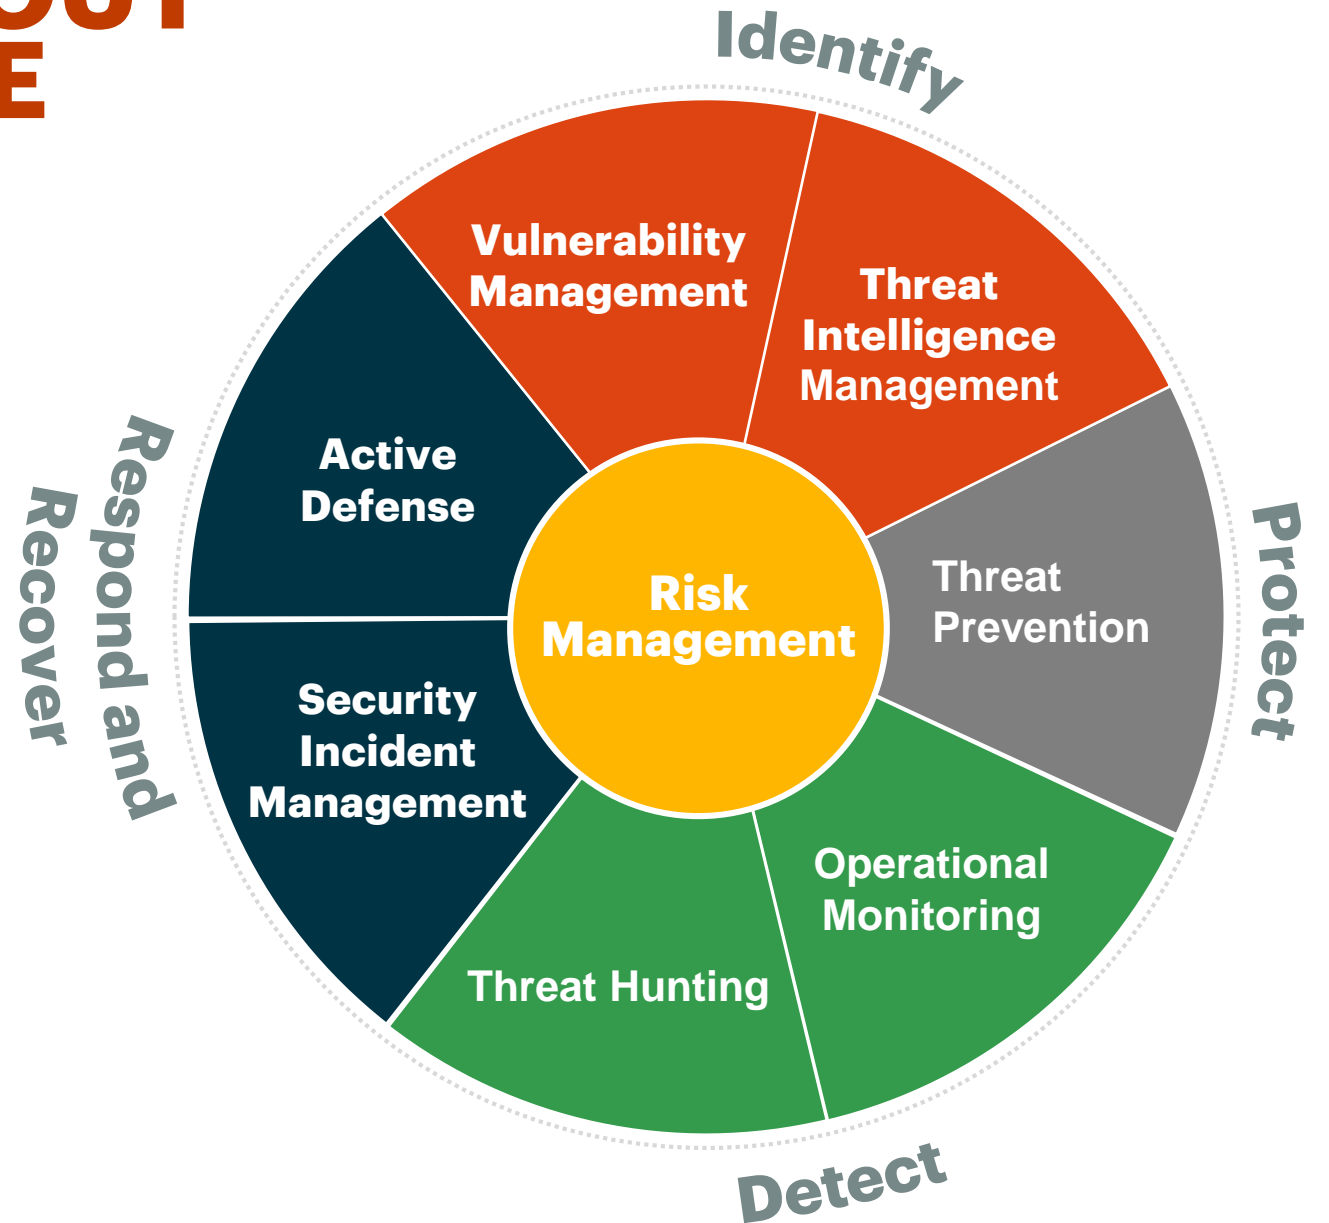 Identify
Vulnerability
Management
Threat
Intelligence
Management
Threat
Prevention
Protect
Operational
Monitoring
Threat Hunting
Detect
Security
Incident
Management
Active
Defense
Respond and
Recover
Risk
Management